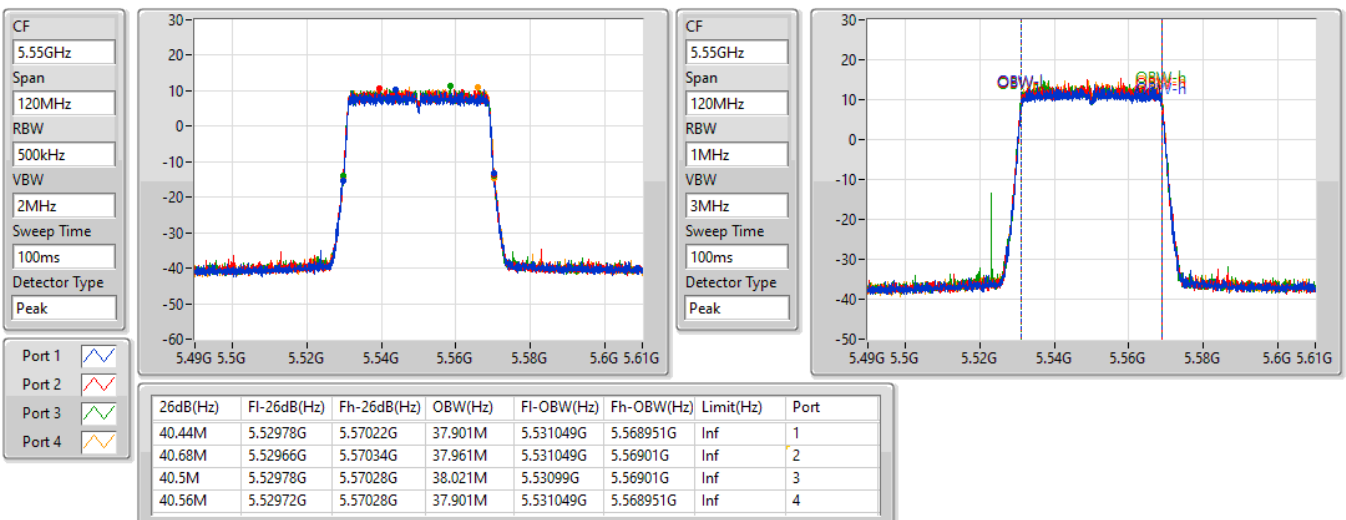 CF
5.55GHz
Span
120MHz
RBW
500kHz
VBW
2MHz
Sweep Time
100ms
Detector Type
Peak
30
20
10
0
-10
-20
-30
-40
-50
-60
5.49G 5.5G 5.52G 5.54G 5.56G 5.58G 5.6G 5.61G
CF
5.55GHz
Span
120MHz
RBW
1MHz
VBW
3MHz
Sweep Time
100ms
Detector Type
Peak
30
20
10
0
-10
-20
-30
-40
-50
OBW-l
OBW-h
5.49G 5.5G 5.52G 5.54G 5.56G 5.58G 5.6G 5.61G
Port 1
Port 2
Port 3
Port 4
26dB(Hz) Fl-26dB(Hz) Fh-26dB(Hz) OBW(Hz) Fl-OBW(Hz) Fh-OBW(Hz) Limit(Hz) Port
40.44M 5.52978G 5.57022G 37.901M 5.531049G 5.568951G Inf 1
40.68M 5.52966G 5.57034G 37.961M 5.531049G 5.56901G Inf 2
40.5M 5.52978G 5.57028G 38.021M 5.53099G 5.56901G Inf 3
40.56M 5.52972G 5.57028G 37.901M 5.531049G 5.568951G Inf 4